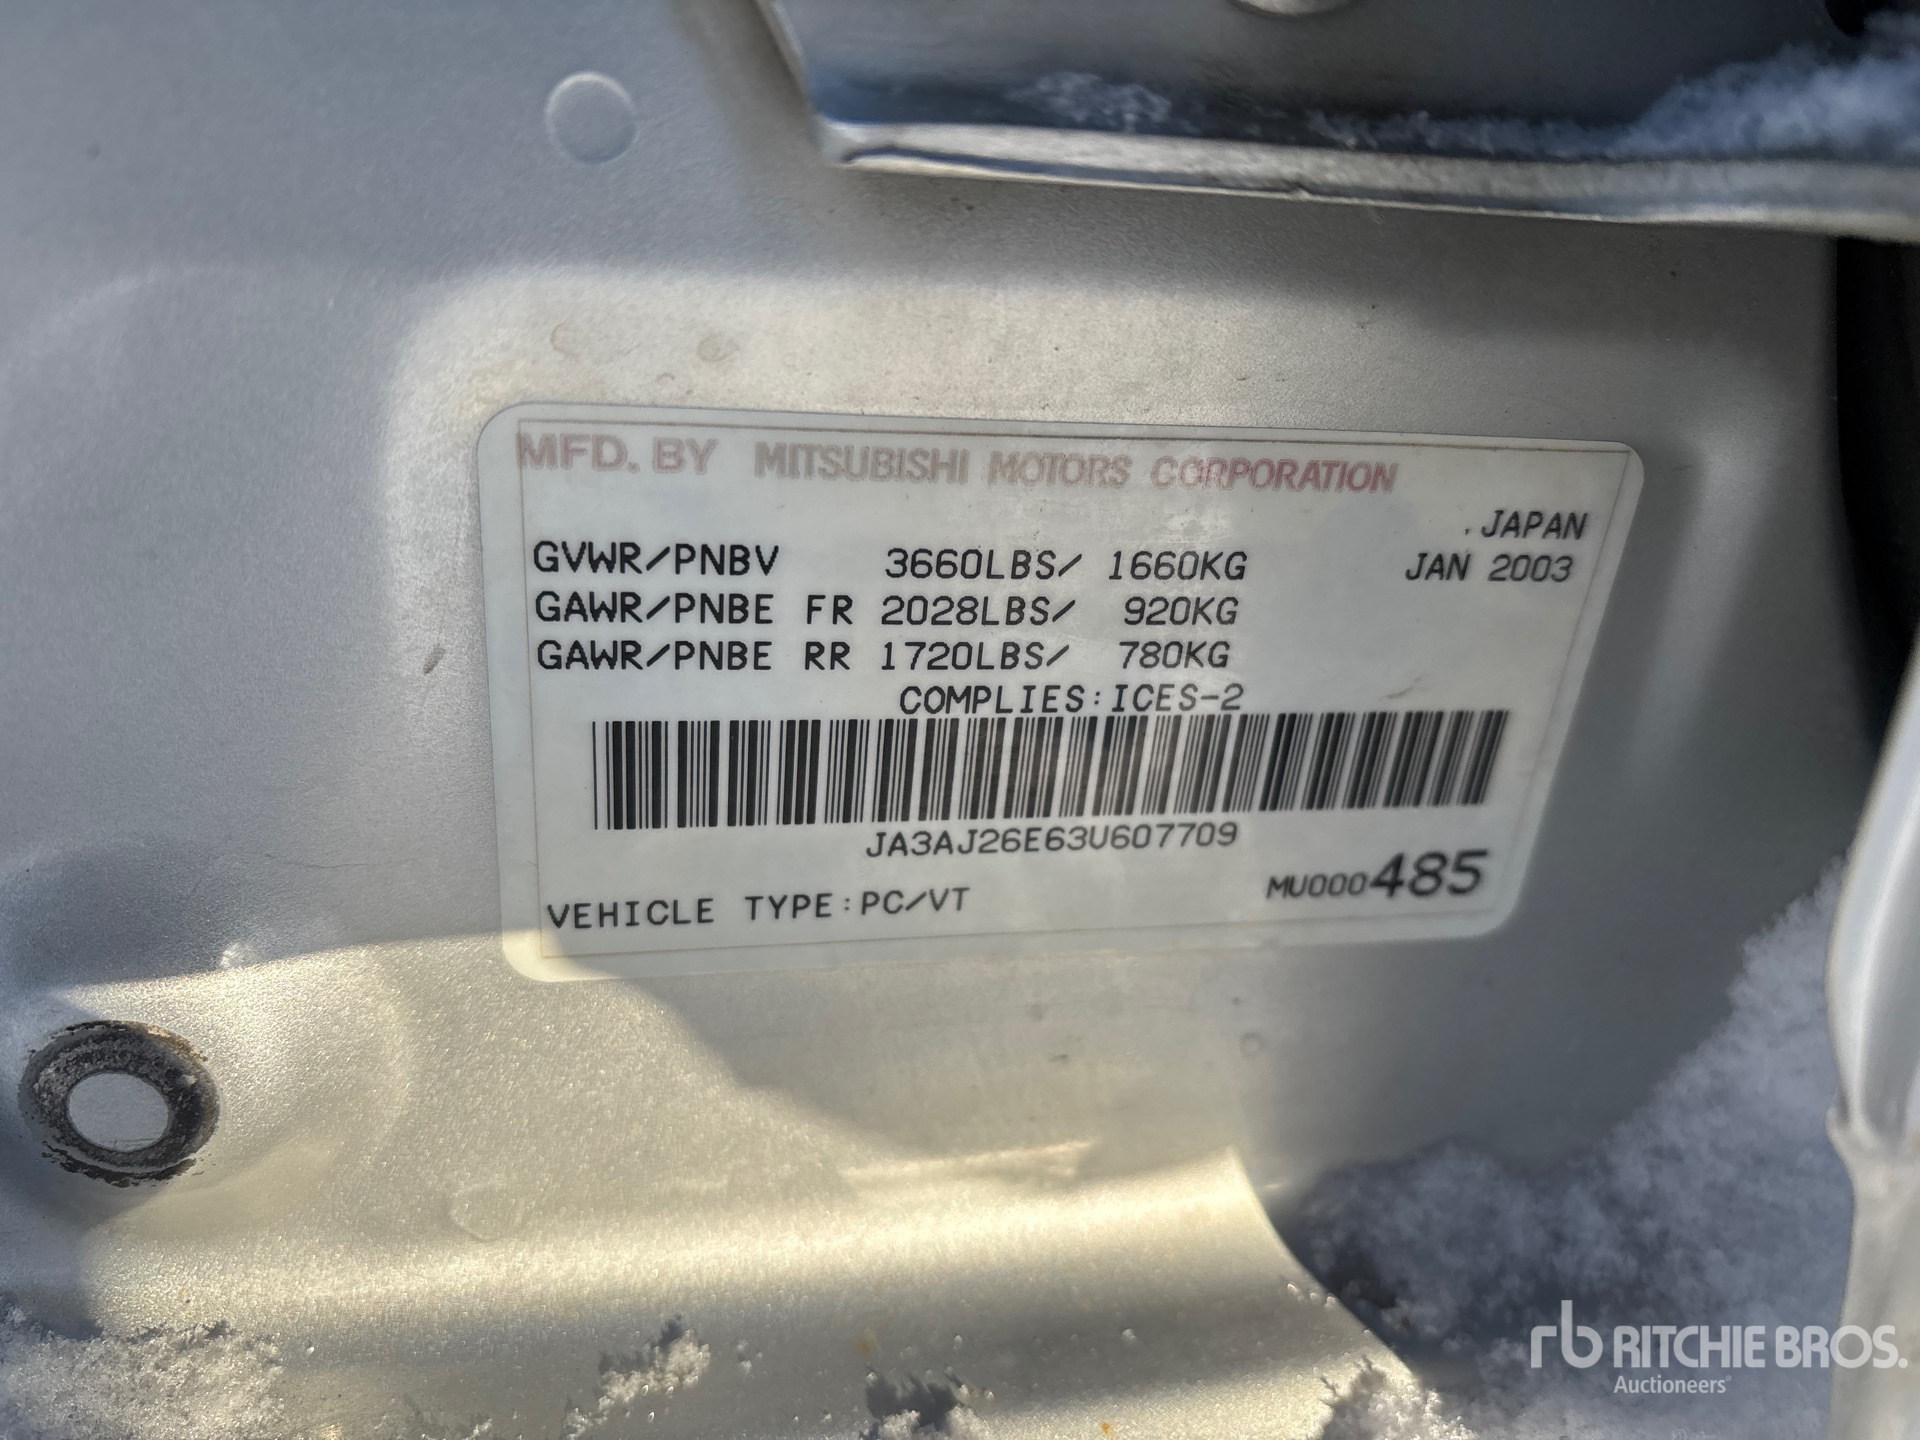 MFD. BY MITSUBISHI MOTORS CORPORATION
.JAPAN
GVWR/PNBV 3660LBS/ 1660KG JAN 2003
GAWR/PNBE FR 2028LBS/ 920KG
GAWR/PNBE RR 1720LBS/ 780KG
COMPLIES:ICES-2
JA3AJ26E63U607709
VEHICLE TYPE:PC/VT MU000485
rb RITCHIE BROS.
Auctioneers